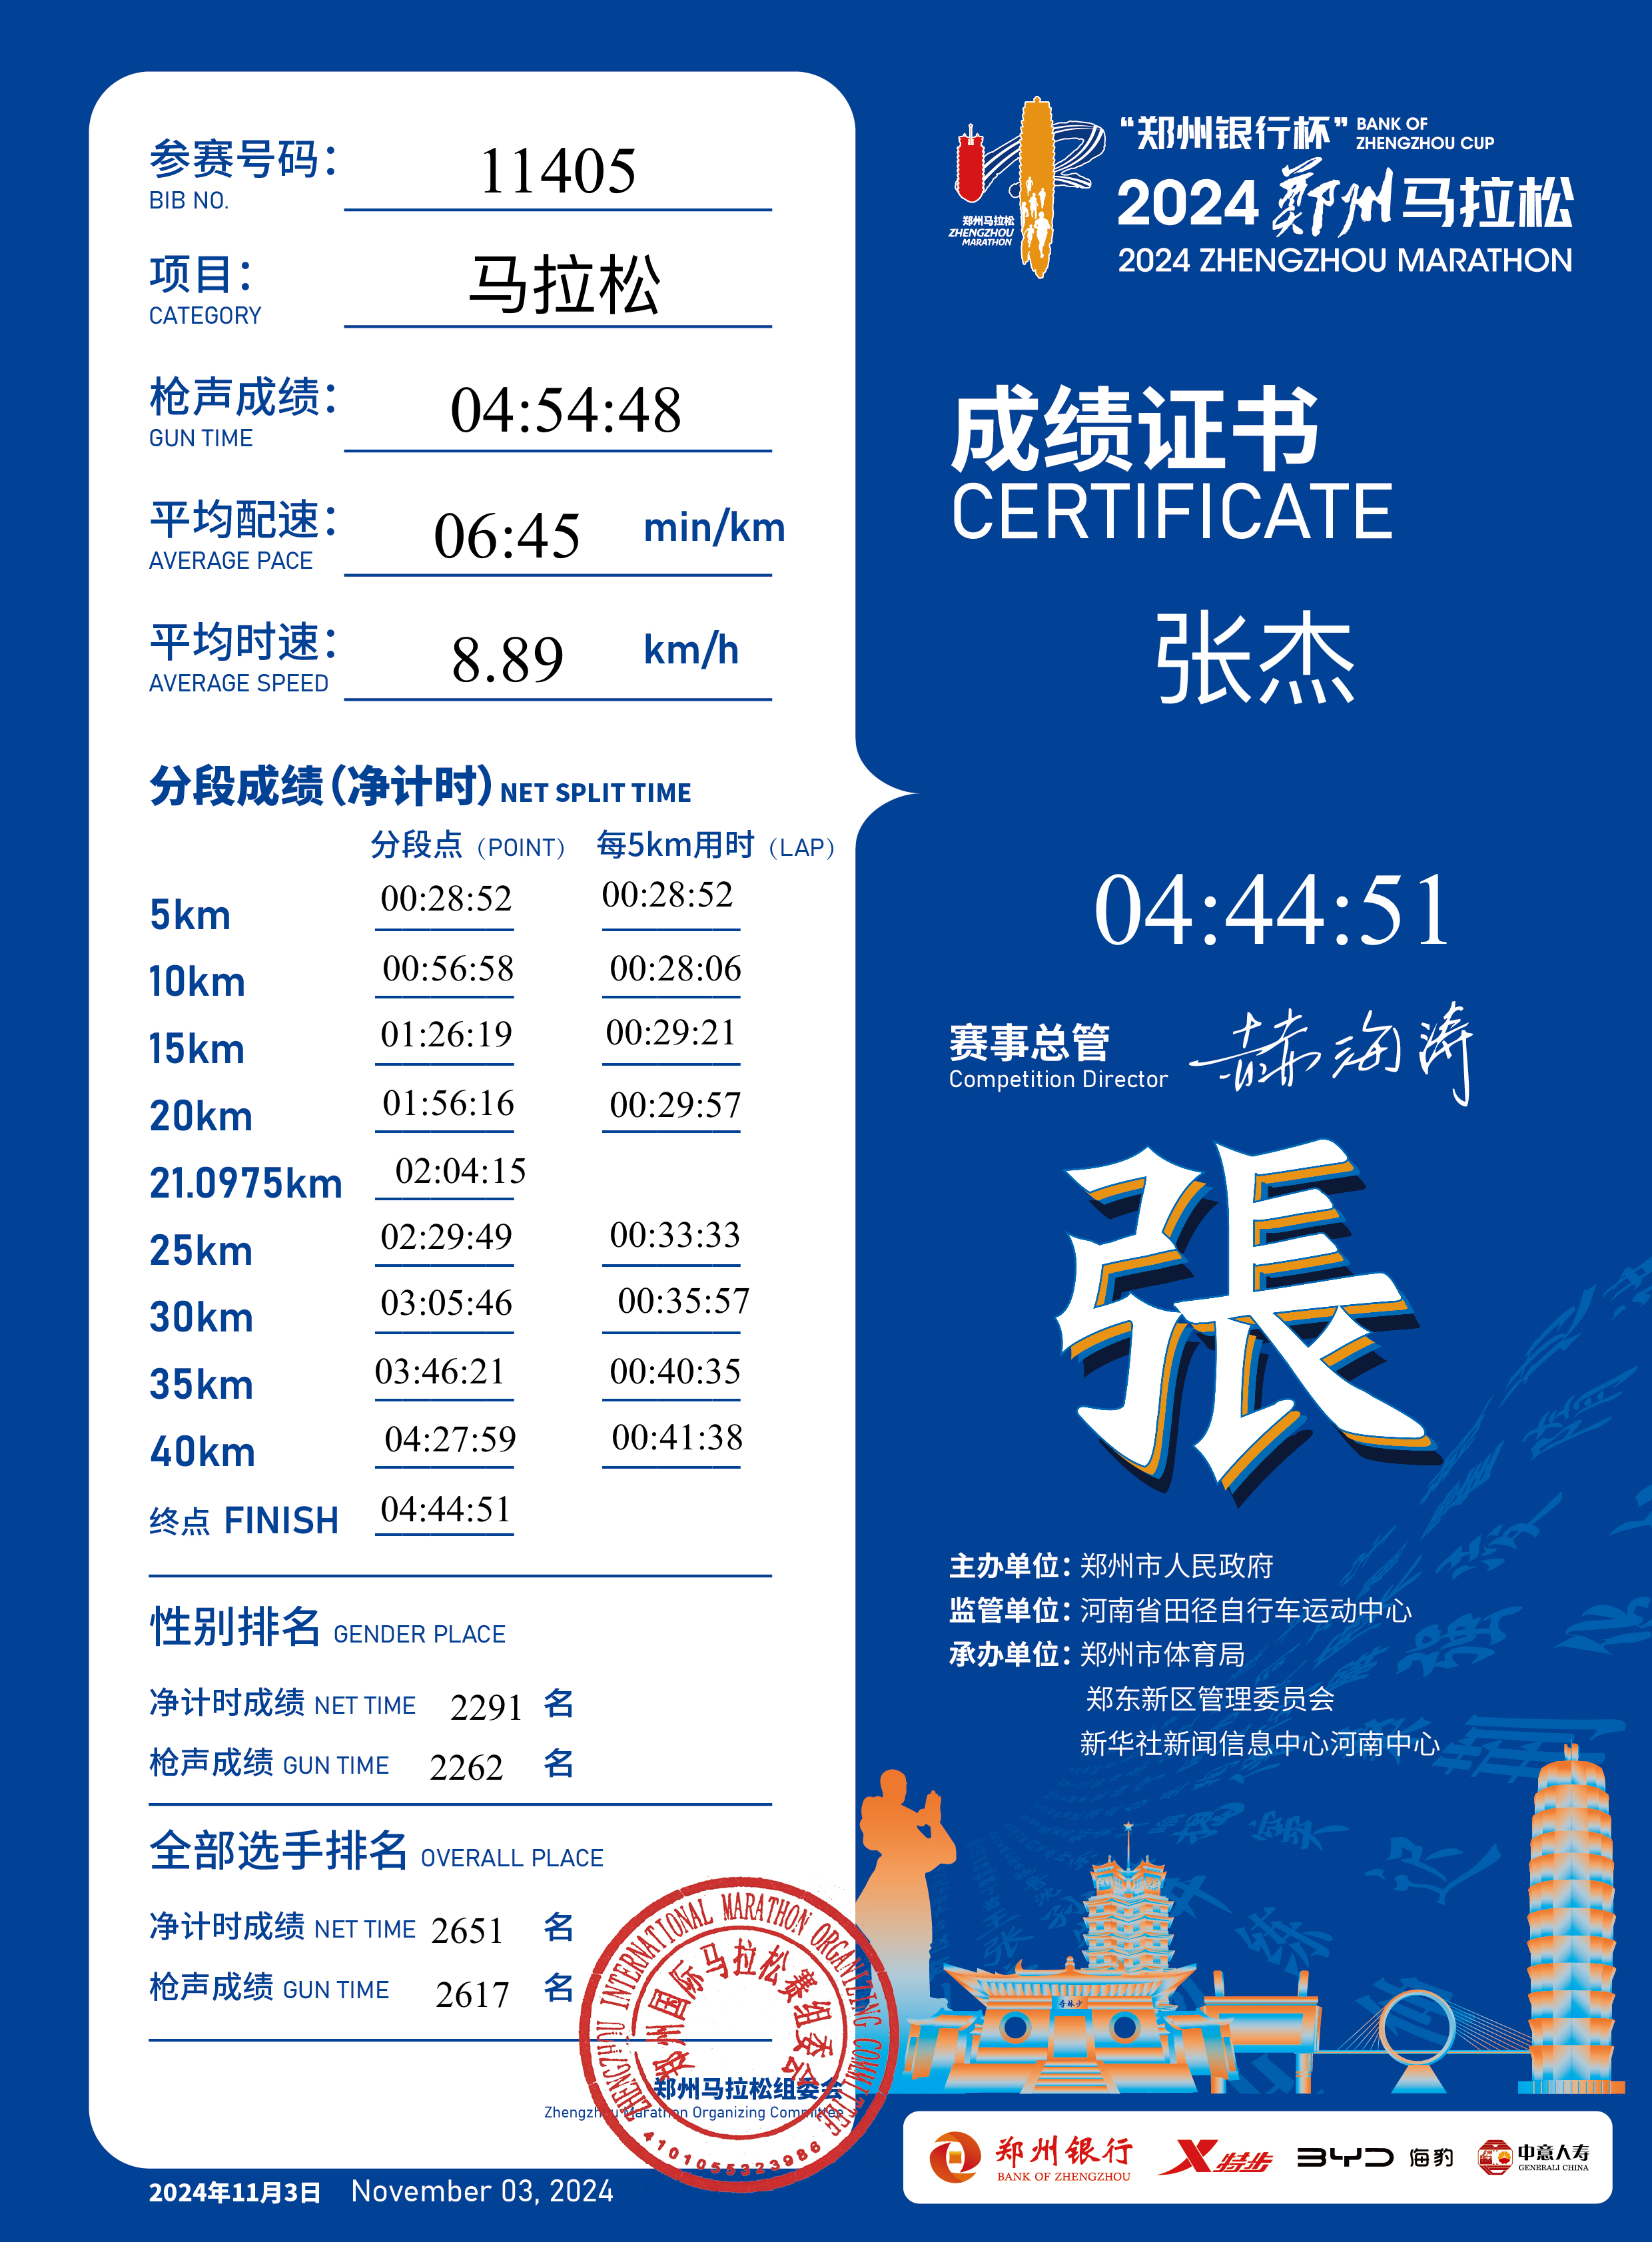 参赛号码：
BIB NO.
11405
项目：
CATEGORY
马拉松
枪声成绩：
GUN TIME
04:54:48
平均配速：
AVERAGE PACE
06:45 min/km
平均时速：
AVERAGE SPEED
8.89 km/h
分段成绩（净计时）NET SPLIT TIME
分段点（POINT） 每5km用时（LAP）
5km 00:28:52 00:28:52
10km 00:56:58 00:28:06
15km 01:26:19 00:29:21
20km 01:56:16 00:29:57
21.0975km 02:04:15
25km 02:29:49 00:33:33
30km 03:05:46 00:35:57
35km 03:46:21 00:40:35
40km 04:27:59 00:41:38
终点 FINISH 04:44:51
性别排名 GENDER PLACE
净计时成绩 NET TIME 2291 名
枪声成绩 GUN TIME 2262 名
全部选手排名 OVERALL PLACE
净计时成绩 NET TIME 2651 名
枪声成绩 GUN TIME 2617 名
ZHENGZHOU INTERNATIONAL MARATHON ORGANIZING COMMITTEE
郑州国际马拉松赛组委会
4101055323986
郑州马拉松组委会
Zhengzhou Marathon Organizing Committee
2024年11月3日 November 03, 2024
郑州马拉松
ZHENGZHOU
MARATHON
“郑州银行杯” BANK OF
ZHENGZHOU CUP
2024 郑州马拉松
2024 ZHENGZHOU MARATHON
成绩证书
CERTIFICATE
张杰
04:44:51
赛事总管
Competition Director
赫海涛
張
主办单位：郑州市人民政府
监管单位：河南省田径自行车运动中心
承办单位：郑州市体育局
郑东新区管理委员会
新华社新闻信息中心河南中心
寺林少
郑州银行
BANK OF ZHENGZHOU
特步
BYD 海豹
中意人寿
GENERALI CHINA